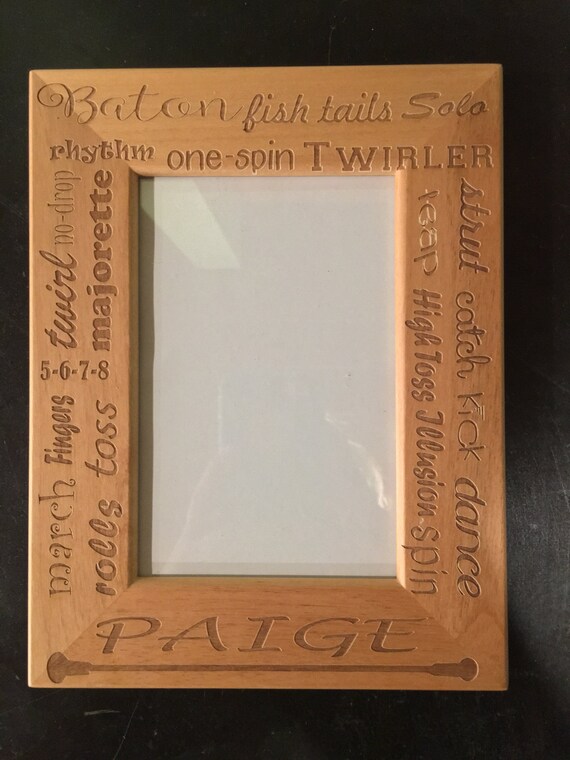 Baton fish tails Solo
rhythm one-spin TWIRLER
no-drop
twirl
majorette
5-6-7-8
Fingers
toss
march
rolls
leap
strut
High Toss
catch
Kick
Illusion
spin
dance
PAIGE